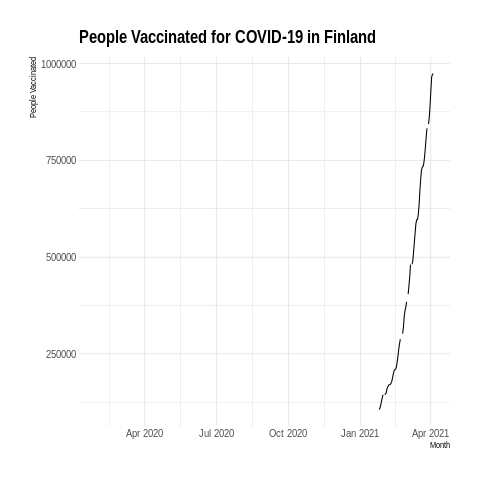 People Vaccinated for COVID-19 in Finland
People Vaccinated
1000000
750000
500000
250000
Apr 2020 Jul 2020 Oct 2020 Jan 2021 Apr 2021
Month